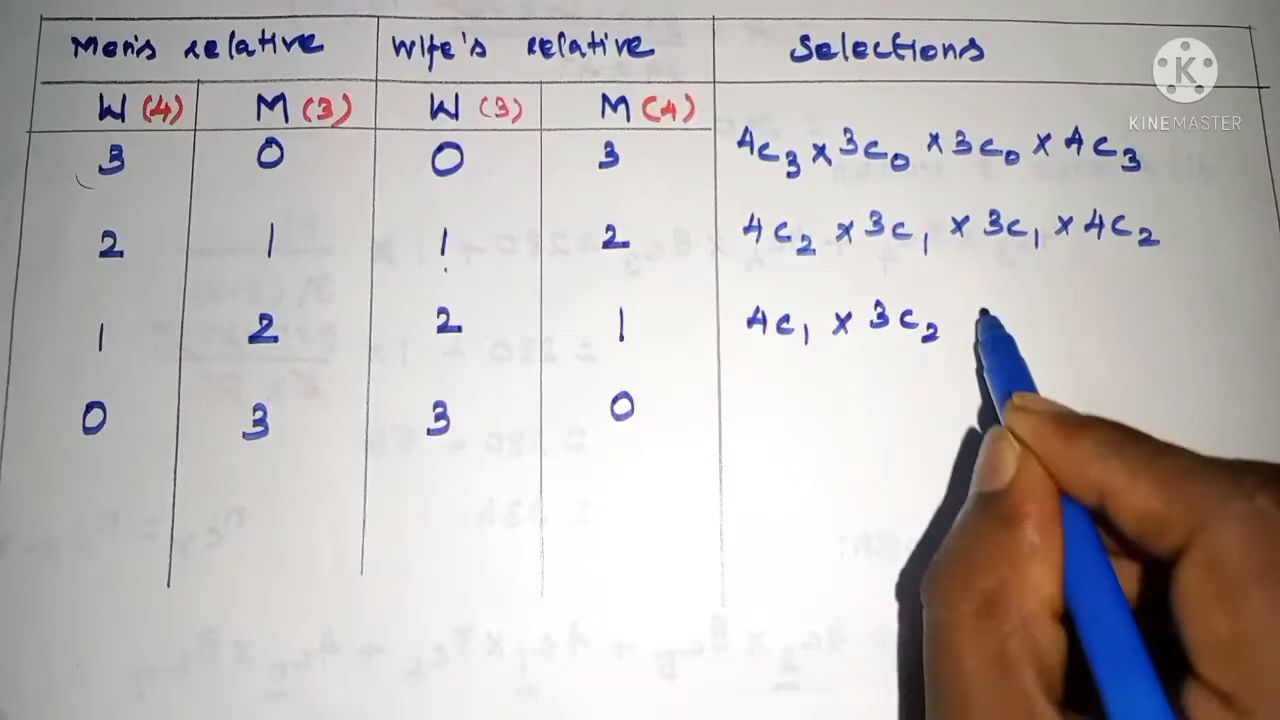 Men's relative Wife's relative Selections
W (4) M (3) W (3) M (4)
3 0 0 3 4c₃ × 3c₀ × 3c₀ × 4c₃
2 1 1 2 4c₂ × 3c₁ × 3c₁ × 4c₂
1 2 2 1 4c₁ × 3c₂
0 3 3 0
K
KINEMASTER